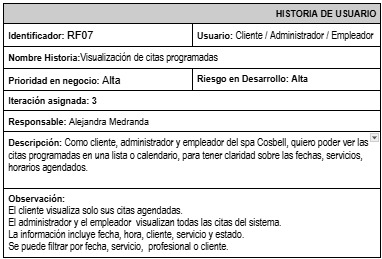 HISTORIA DE USUARIO
Identificador: RF07
Usuario: Cliente / Administrador / Empleador
Nombre Historia:Visualización de citas programadas
Prioridad en negocio: Alta
Riesgo en Desarrollo: Alta
Iteración asignada: 3
Responsable: Alejandra Medranda
Descripción: Como cliente, administrador y empleador del spa Cosbell, quiero poder ver las
citas programadas en una lista o calendario, para tener claridad sobre las fechas, servicios,
horarios agendados.
Observación:
El cliente visualiza solo sus citas agendadas.
El administrador y el empleador visualizan todas las citas del sistema.
La información incluye fecha, hora, cliente, servicio y estado.
Se puede filtrar por fecha, servicio, profesional o cliente.